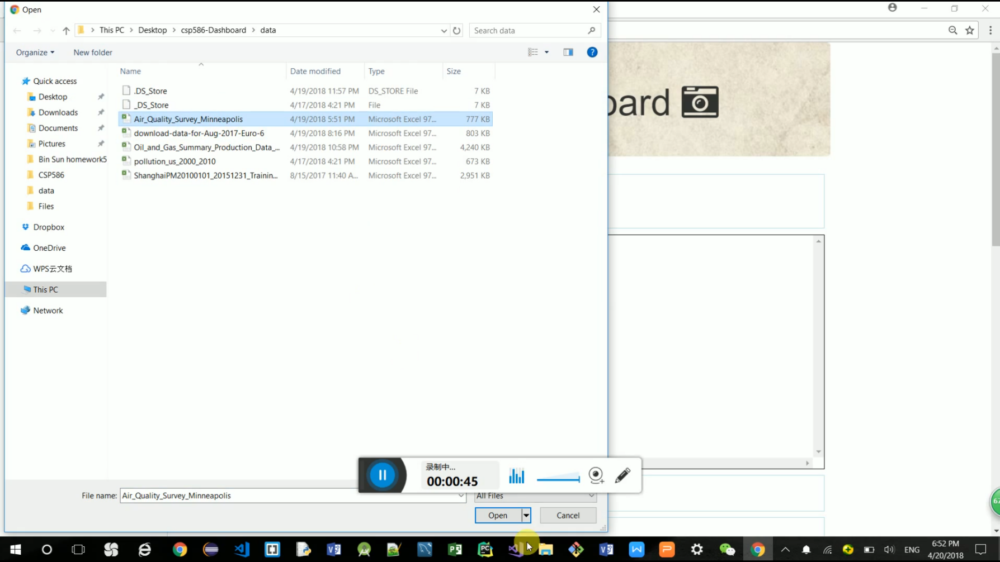 Open
This PC
Desktop
csp586-Dashboard
data
Search data
Organize
New folder
Name
Date modified
Type
Size
.DS_Store
4/19/2018 11:57 PM
DS_STORE File
7 KB
_DS_Store
4/17/2018 4:21 PM
File
7 KB
Air_Quality_Survey_Minneapolis
4/19/2018 5:51 PM
Microsoft Excel 97...
777 KB
download-data-for-Aug-2017-Euro-6
4/19/2018 8:16 PM
Microsoft Excel 97...
803 KB
Oil_and_Gas_Summary_Production_Data_...
4/19/2018 10:58 PM
Microsoft Excel 97...
4,240 KB
pollution_us_2000_2010
4/17/2018 4:21 PM
Microsoft Excel 97...
673 KB
ShanghaiPM20100101_20151231_Trainin...
8/15/2017 11:40 A...
Microsoft Excel 97...
2,951 KB
Quick access
Desktop
Downloads
Documents
Pictures
Bin Sun homework5
CSP586
data
Files
Dropbox
OneDrive
WPS云文档
This PC
Network
oard
录制中...
00:00:45
File name:
Air_Quality_Survey_Minneapolis
All Files
Open
Cancel
67
ENG
6:52 PM
4/20/2018